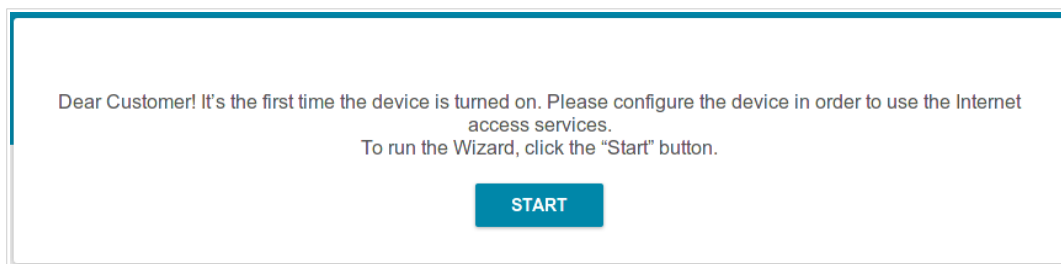 Dear Customer! It’s the first time the device is turned on. Please configure the device in order to use the Internet
access services.
To run the Wizard, click the “Start” button.
START